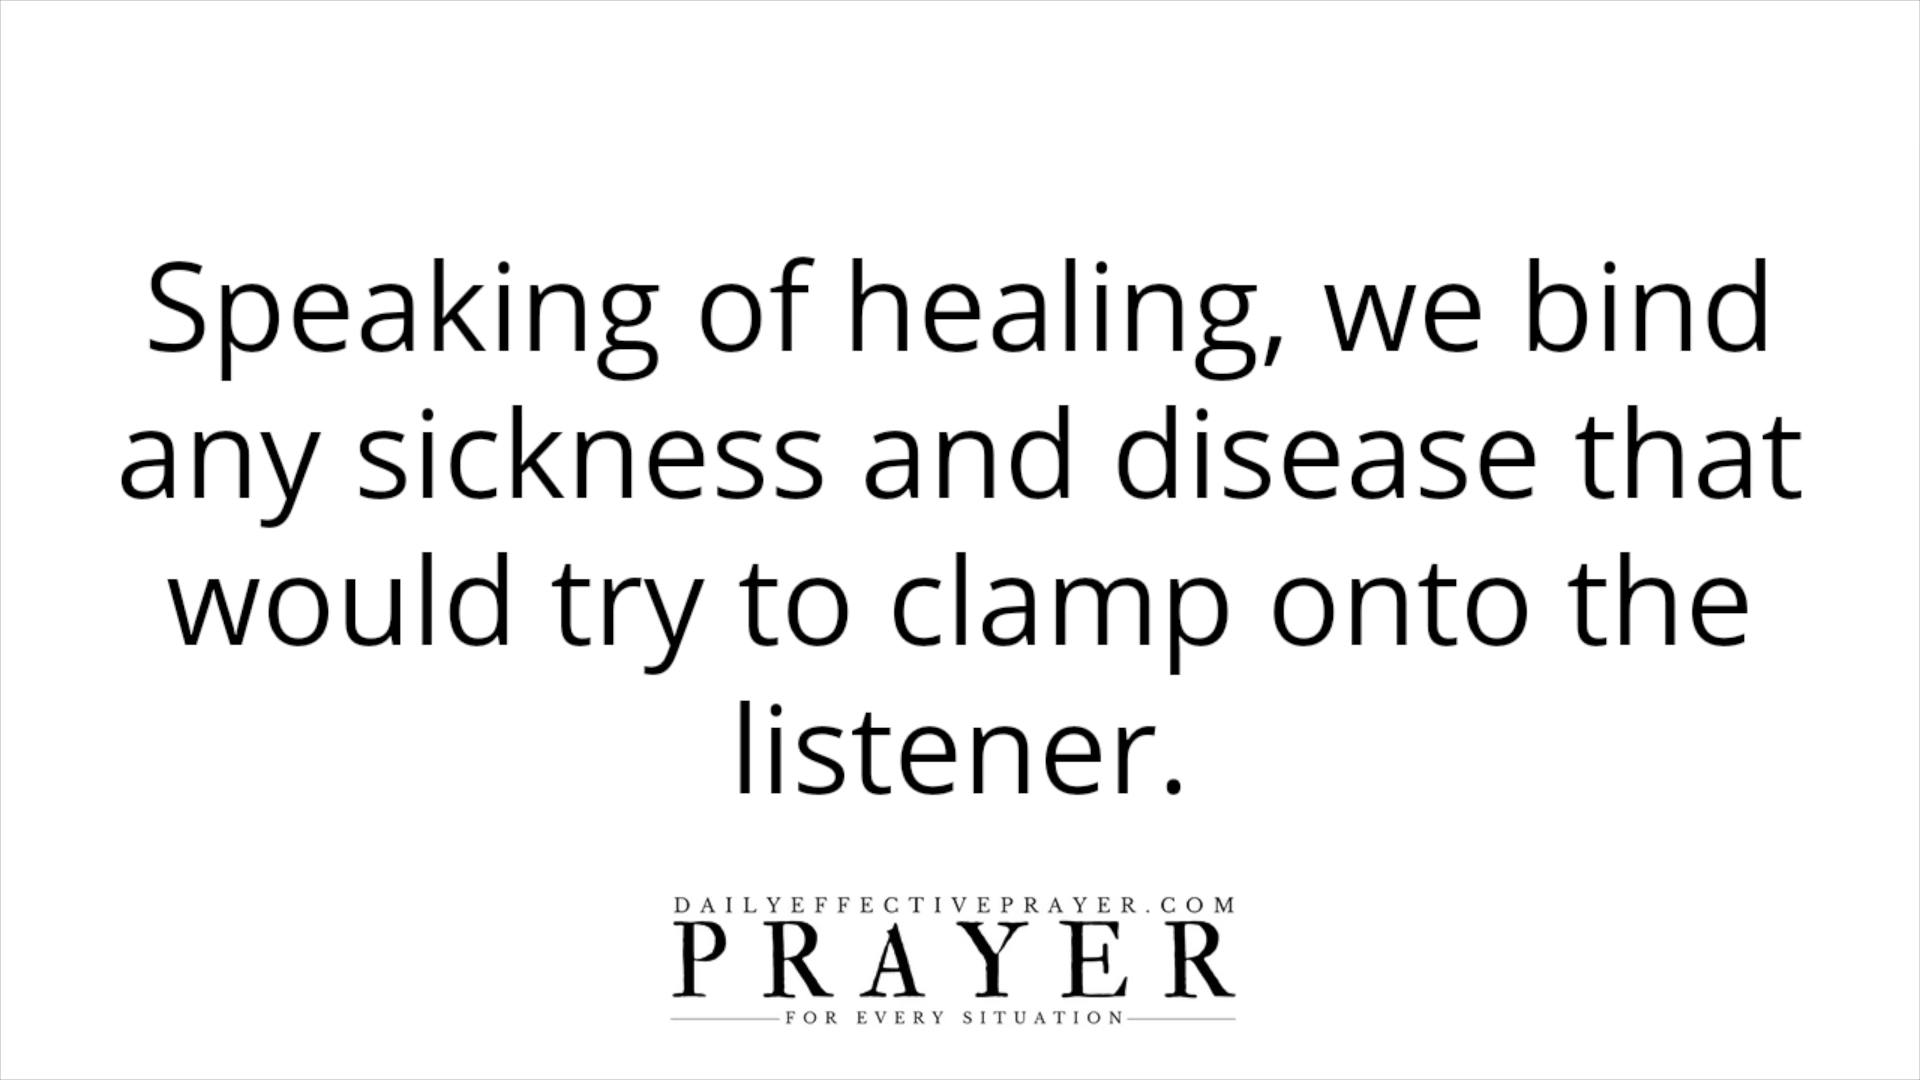 Speaking of healing, we bind
any sickness and disease that
would try to clamp onto the
listener.
DAILYEFFECTIVEPRAYER.COM
PRAYER
FOR EVERY SITUATION